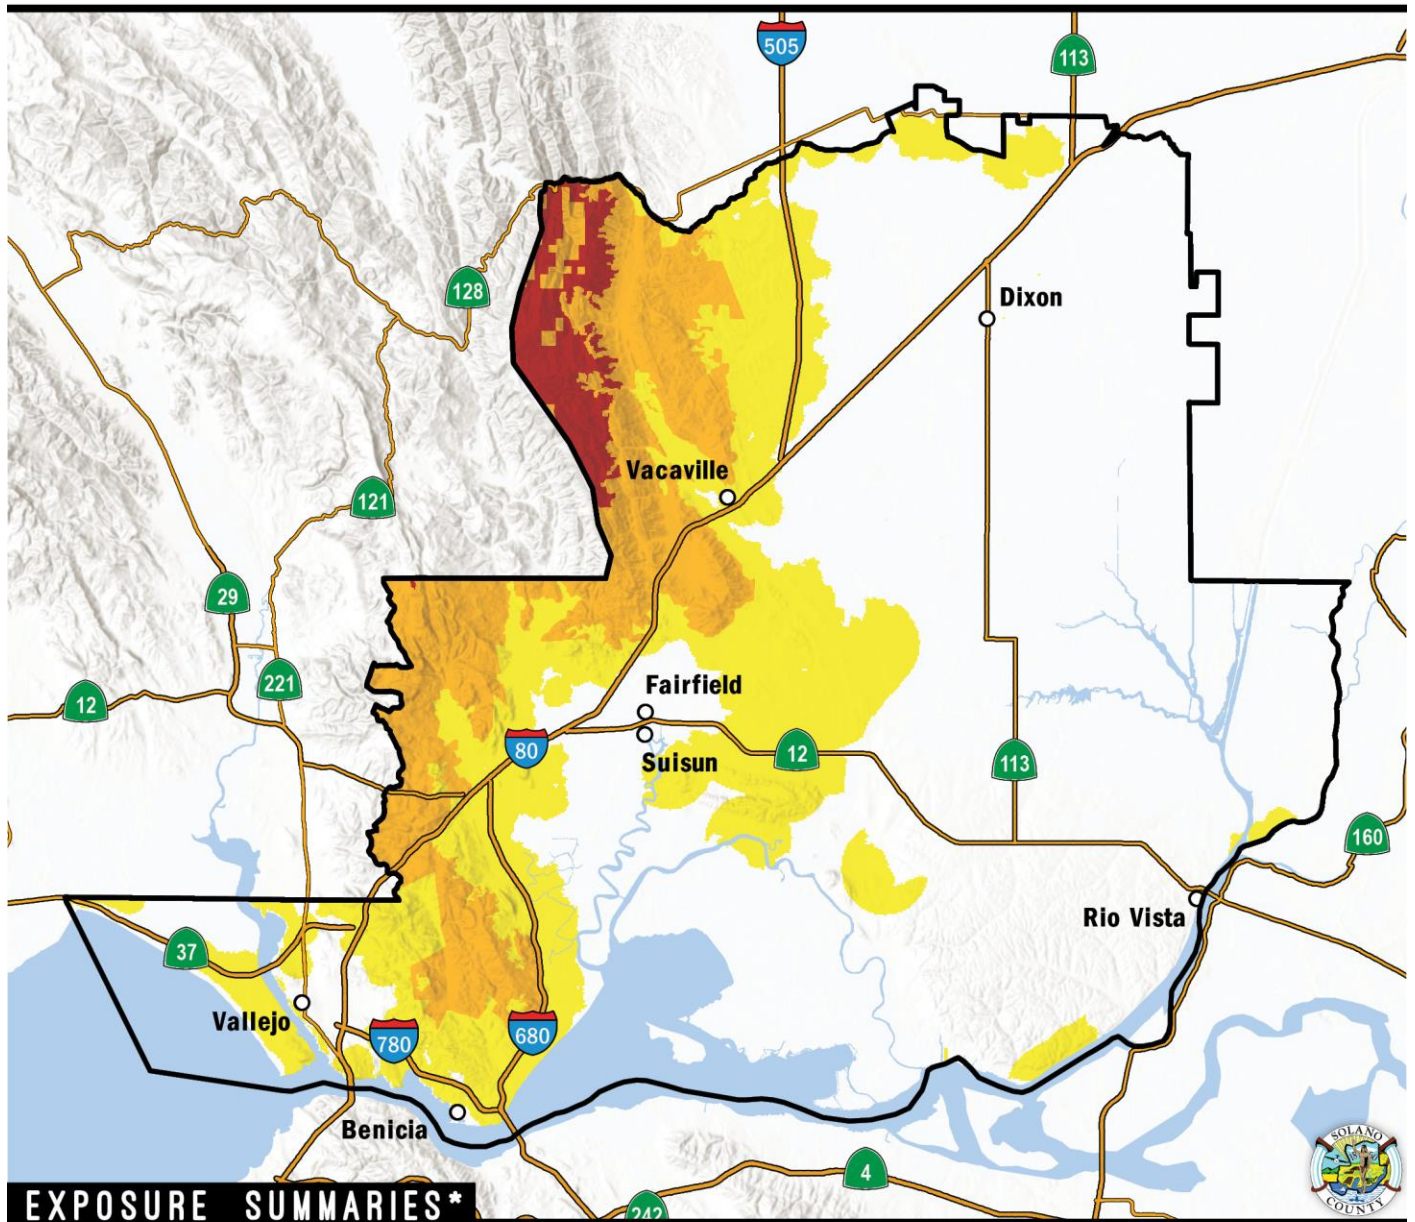 505
113
128
Dixon
Vacaville
121
29
221
12
Fairfield
80
Suisun
12
113
160
Rio Vista
37
Vallejo
780
680
Benicia
4
242
SOLANO
COUNTY
EXPOSURE SUMMARIES*